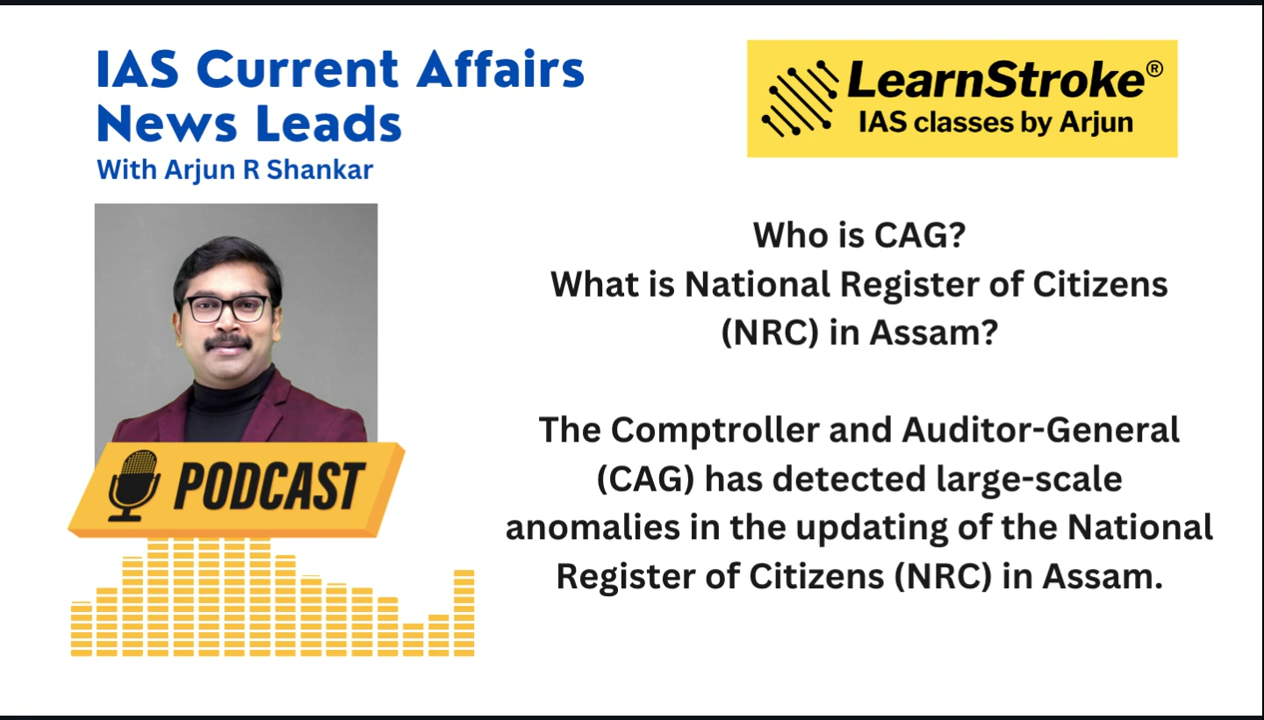 IAS Current Affairs
News Leads
With Arjun R Shankar
LearnStroke®
IAS classes by Arjun
Who is CAG?
What is National Register of Citizens
(NRC) in Assam?
The Comptroller and Auditor-General
(CAG) has detected large-scale
anomalies in the updating of the National
Register of Citizens (NRC) in Assam.
PODCAST